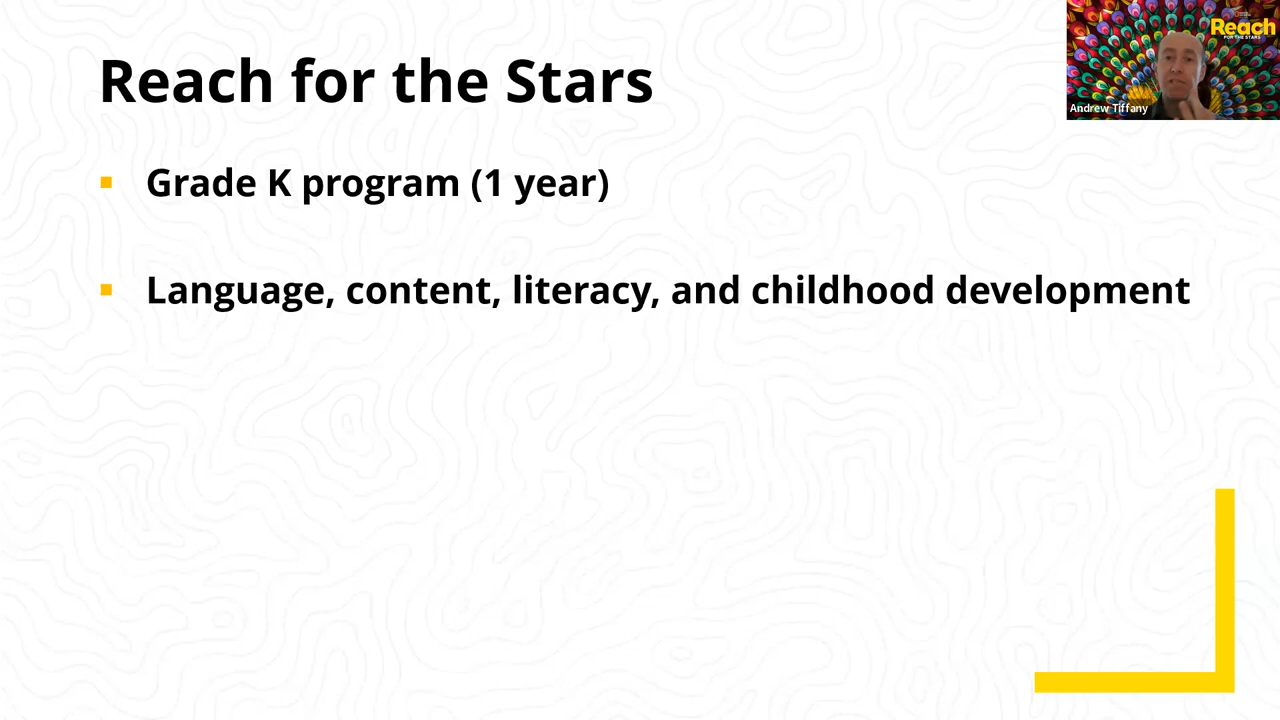 Reach for the Stars
Grade K program (1 year)
Language, content, literacy, and childhood development
Reach
FOR THE STARS
Andrew Tiffany